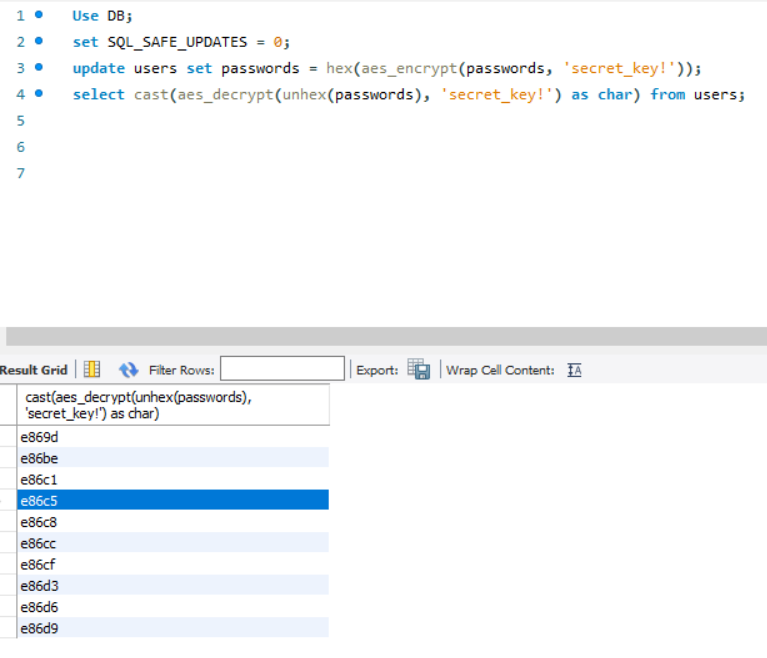 1 Use DB;
2 set SQL_SAFE_UPDATES = 0;
3 update users set passwords = hex(aes_encrypt(passwords, 'secret_key!'));
4 select cast(aes_decrypt(unhex(passwords), 'secret_key!') as char) from users;
5
6
7
Result Grid Filter Rows: Export: Wrap Cell Content:
cast(aes_decrypt(unhex(passwords),
'secret_key!') as char)
e869d
e86be
e86c1
e86c5
e86c8
e86cc
e86cf
e86d3
e86d6
e86d9